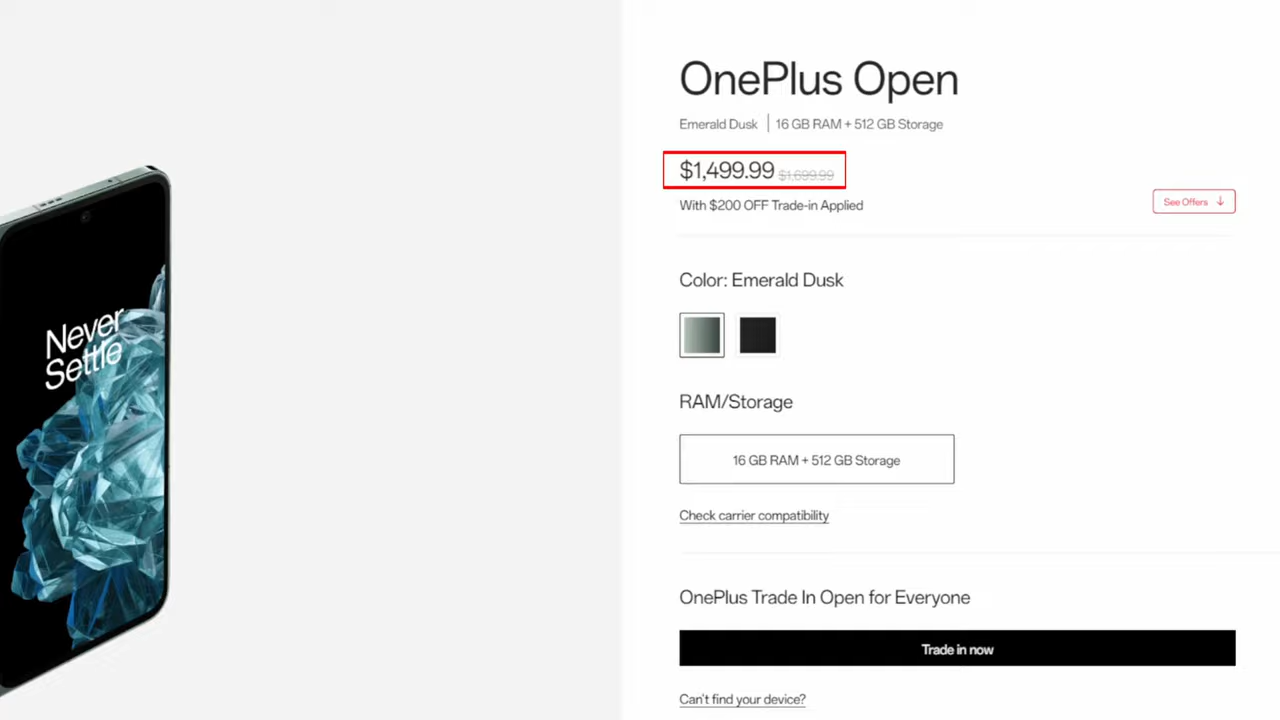 Never
Settle
OnePlus Open
Emerald Dusk | 16 GB RAM + 512 GB Storage
$1,499.99 $1,699.99
With $200 OFF Trade-in Applied
See Offers ↓
Color: Emerald Dusk
RAM/Storage
16 GB RAM + 512 GB Storage
Check carrier compatibility
OnePlus Trade In Open for Everyone
Trade in now
Can't find your device?